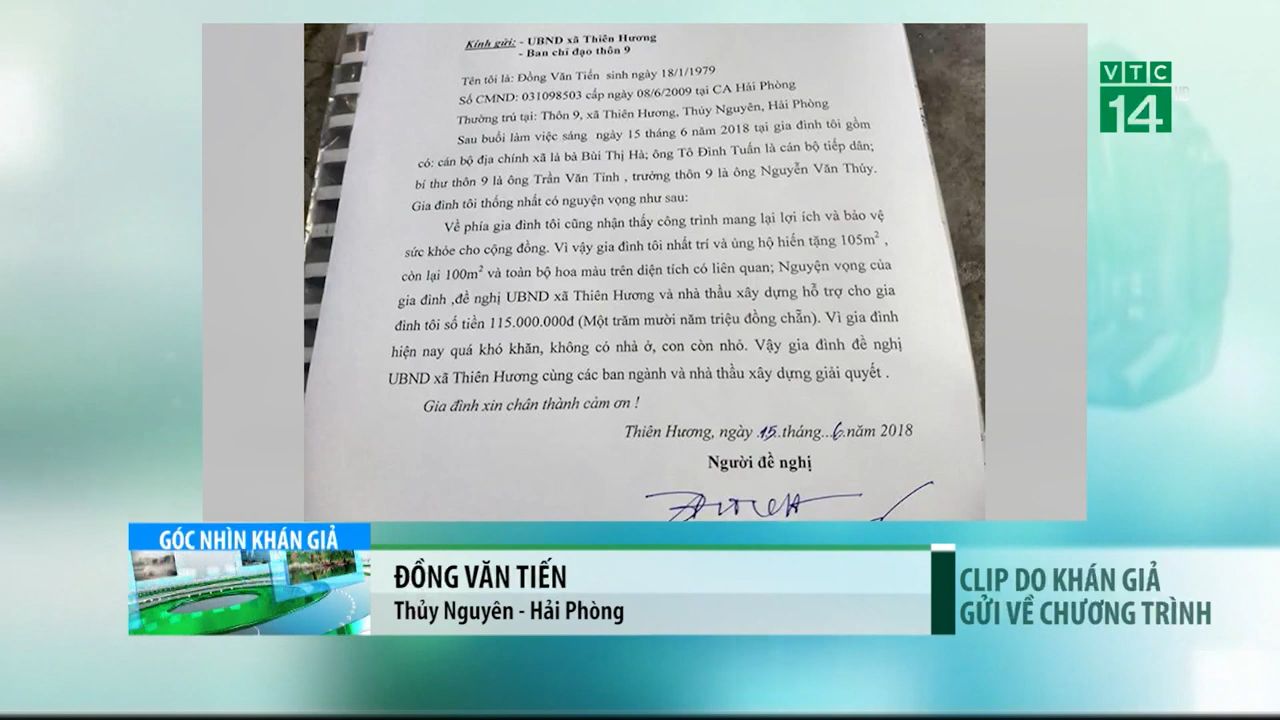 Kính gửi: - UBND xã Thiên Hương
- Ban chỉ đạo thôn 9
Tên tôi là: Đồng Văn Tiến sinh ngày 18/1/1979
Số CMND: 031098503 cấp ngày 08/6/2009 tại CA Hải Phòng
Thường trú tại: Thôn 9, xã Thiên Hương, Thủy Nguyên, Hải Phòng
Sau buổi làm việc sáng ngày 15 tháng 6 năm 2018 tại gia đình tôi gồm
có: cán bộ địa chính xã là bà Bùi Thị Hà; ông Tô Đình Tuấn là cán bộ tiếp dân;
bí thư thôn 9 là ông Trần Văn Tính , trưởng thôn 9 là ông Nguyễn Văn Thủy.
Gia đình tôi thống nhất có nguyện vọng như sau:
Về phía gia đình tôi cũng nhận thấy công trình mang lại lợi ích và bảo vệ
sức khỏe cho cộng đồng. Vì vậy gia đình tôi nhất trí và ủng hộ hiến tặng 105m² ,
còn lại 100m² và toàn bộ hoa màu trên diện tích có liên quan; Nguyện vọng của
gia đình ,đề nghị UBND xã Thiên Hương và nhà thầu xây dựng hỗ trợ cho gia
đình tôi số tiền 115.000.000đ (Một trăm mười năm triệu đồng chẵn). Vì gia đình
hiện nay quá khó khăn, không có nhà ở, con còn nhỏ. Vậy gia đình đề nghị
UBND xã Thiên Hương cùng các ban ngành và nhà thầu xây dựng giải quyết .
Gia đình xin chân thành cảm ơn !
Thiên Hương, ngày .15..tháng...6.năm 2018
Người đề nghị
VTC
14
GÓC NHÌN KHÁN GIẢ
ĐỒNG VĂN TIẾN
Thủy Nguyên - Hải Phòng
CLIP DO KHÁN GIẢ
GỬI VỀ CHƯƠNG TRÌNH